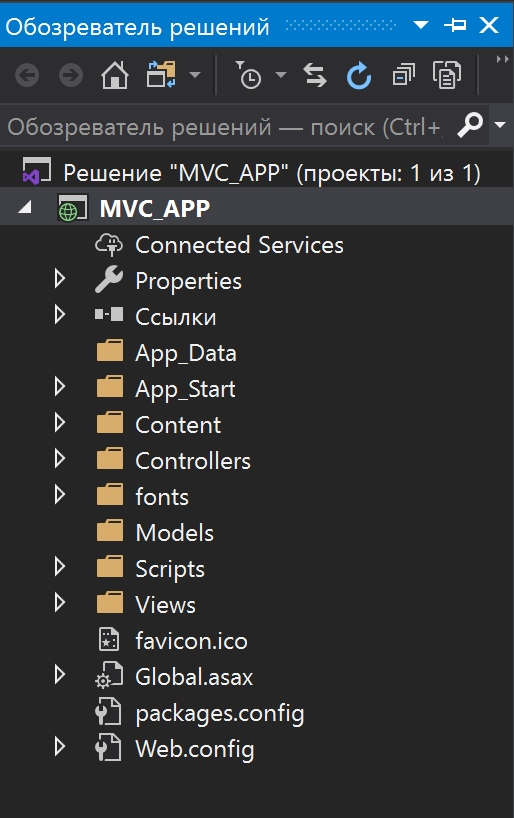 Обозреватель решений
Обозреватель решений — поиск (Ctrl+
Решение "MVC_APP" (проекты: 1 из 1)
MVC_APP
Connected Services
Properties
Ссылки
App_Data
App_Start
Content
Controllers
fonts
Models
Scripts
Views
favicon.ico
Global.asax
packages.config
Web.config